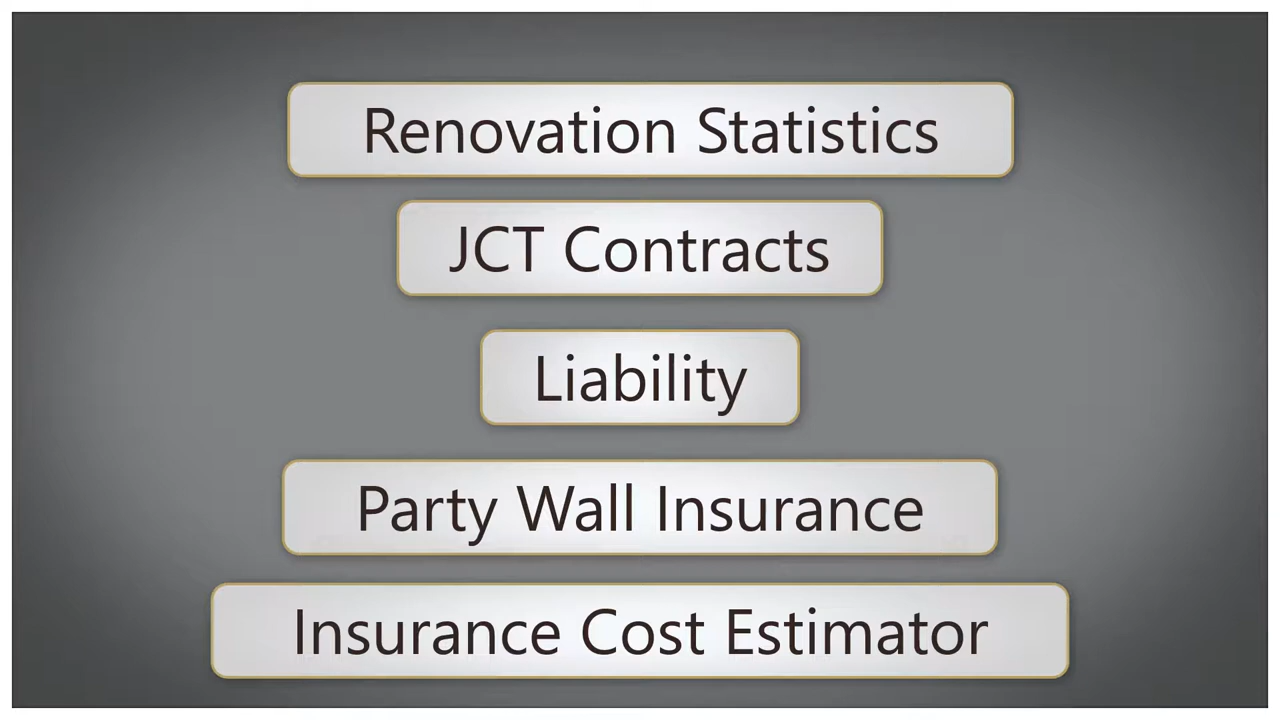 Renovation Statistics
JCT Contracts
Liability
Party Wall Insurance
Insurance Cost Estimator